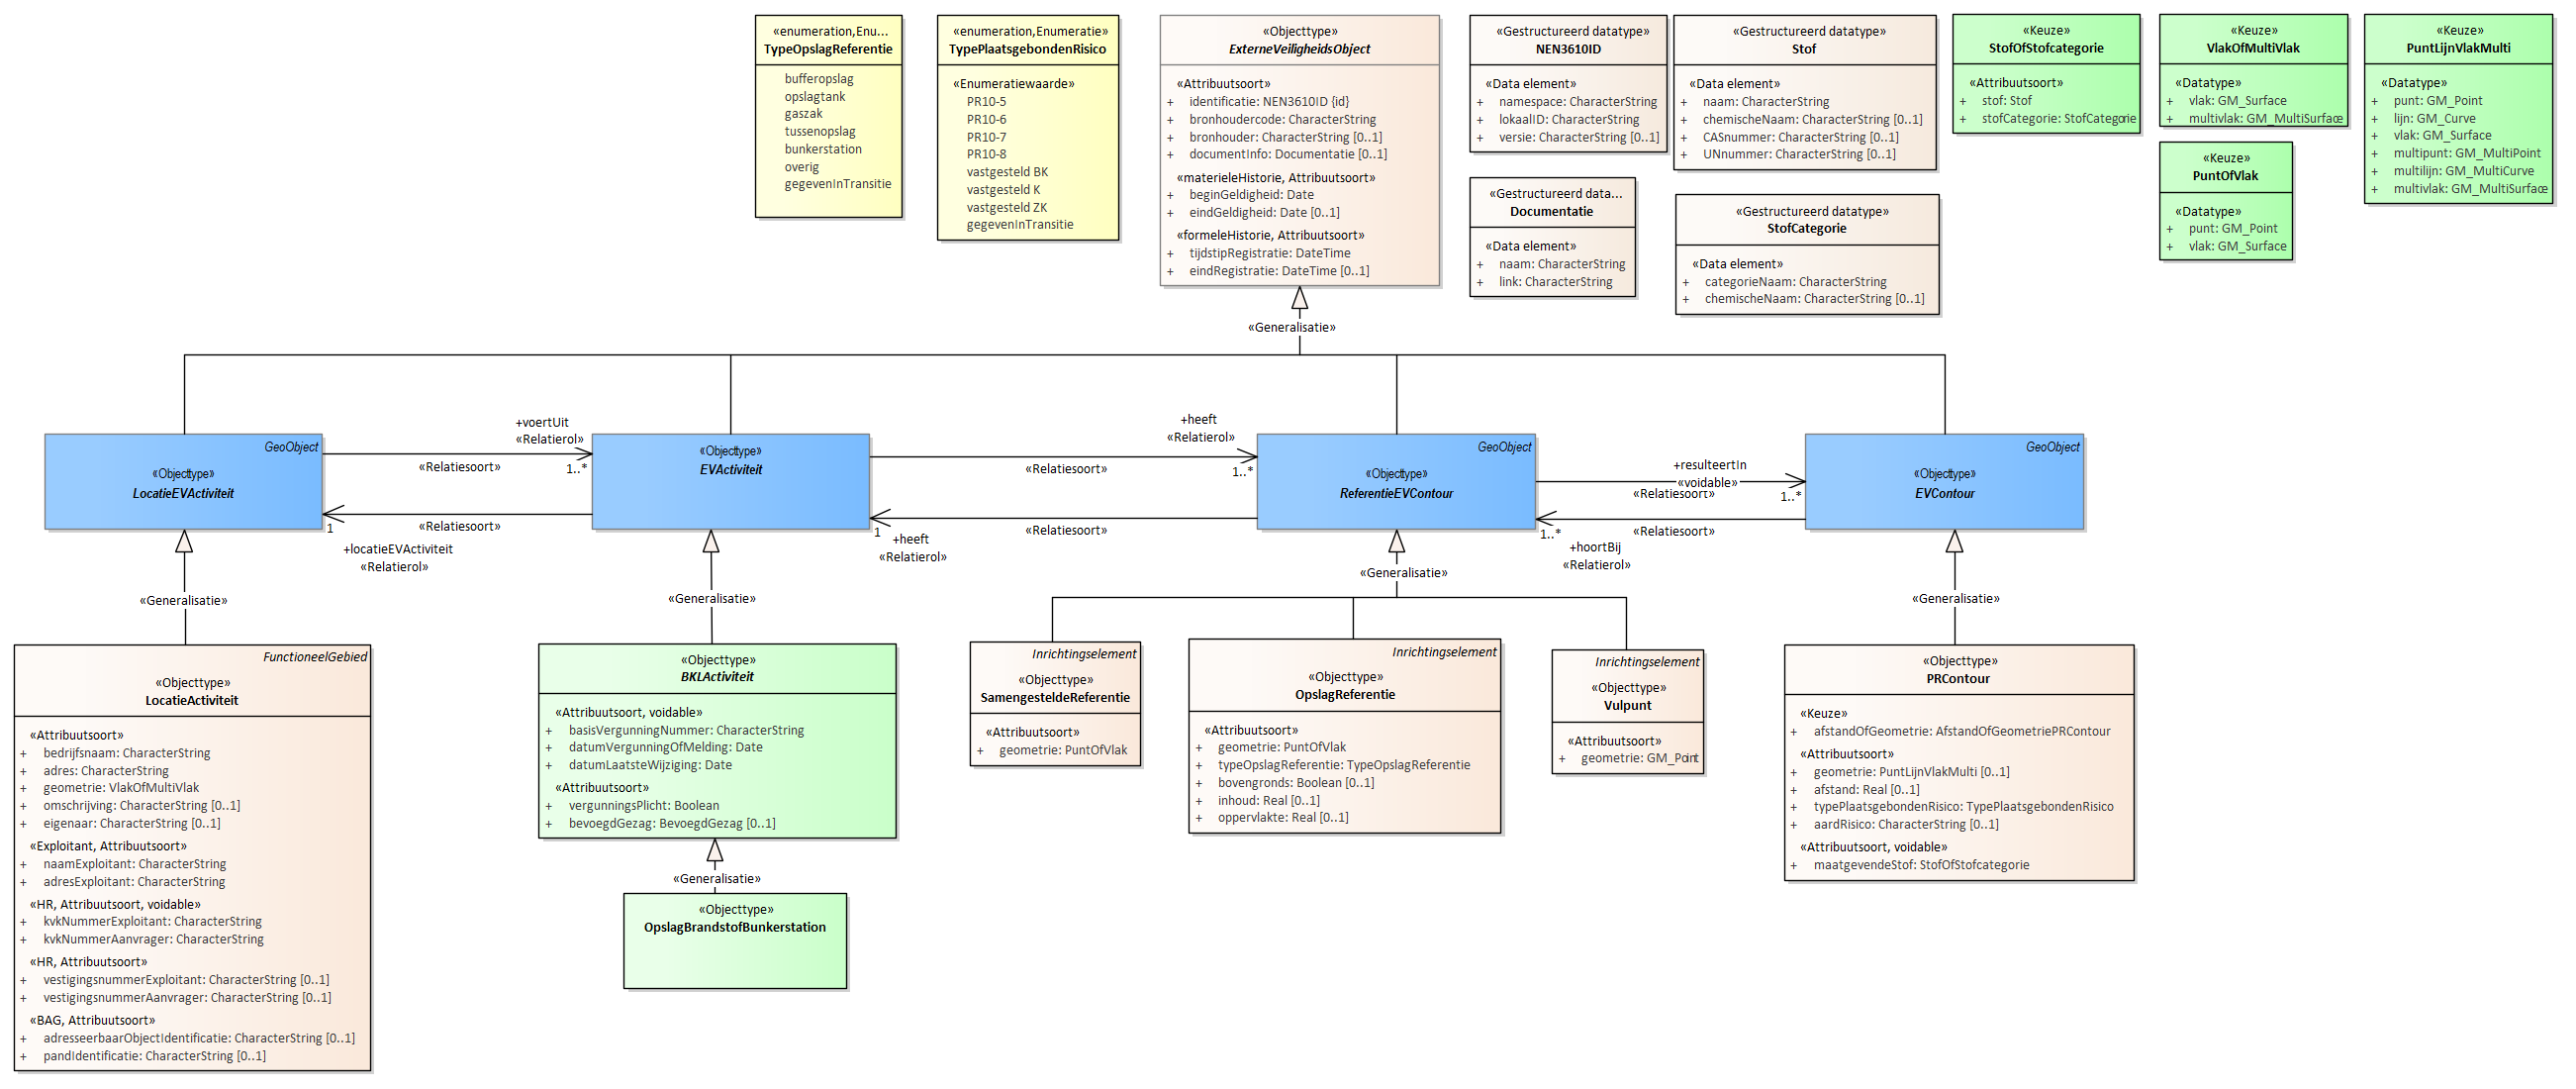 «enumeration,Enu...
TypeOpslagReferentie
bufferopslag
opslagtank
gaszak
tussenopslag
bunkerstation
overig
gegevenInTransitie
«enumeration,Enumeratie»
TypePlaatsgebondenRisico
«Enumeratiewaarde»
PR10-5
PR10-6
PR10-7
PR10-8
vastgesteld BK
vastgesteld K
vastgesteld ZK
gegevenInTransitie
«Objecttype»
ExterneVeiligheidsObject
«Attribuutsoort»
+ identificatie: NEN3610ID {id}
+ bronhoudercode: CharacterString
+ bronhouder: CharacterString [0..1]
+ documentInfo: Documentatie [0..1]
«materieleHistorie, Attribuutsoort»
+ beginGeldigheid: Date
+ eindGeldigheid: Date [0..1]
«formeleHistorie, Attribuutsoort»
+ tijdstipRegistratie: DateTime
+ eindRegistratie: DateTime [0..1]
«Gestructureerd datatype»
NEN3610ID
«Data element»
+ namespace: CharacterString
+ lokaalID: CharacterString
+ versie: CharacterString [0..1]
«Gestructureerd data...
Documentatie
«Data element»
+ naam: CharacterString
+ link: CharacterString
«Gestructureerd datatype»
Stof
«Data element»
+ naam: CharacterString
+ chemischeNaam: CharacterString [0..1]
+ CASnummer: CharacterString [0..1]
+ UNnummer: CharacterString [0..1]
«Gestructureerd datatype»
StofCategorie
«Data element»
+ categorieNaam: CharacterString
+ chemischeNaam: CharacterString [0..1]
«Keuze»
StofOfStofcategorie
«Attribuutsoort»
+ stof: Stof
+ stofCategorie: StofCategorie
«Keuze»
VlakOfMultiVlak
«Datatype»
+ vlak: GM_Surface
+ multivlak: GM_MultiSurface
«Keuze»
PuntOfVlak
«Datatype»
+ punt: GM_Point
+ vlak: GM_Surface
«Keuze»
PuntLijnVlakMulti
«Datatype»
+ punt: GM_Point
+ lijn: GM_Curve
+ vlak: GM_Surface
+ multipunt: GM_MultiPoint
+ multilijn: GM_MultiCurve
+ multivlak: GM_MultiSurface
«Generalisatie»
GeoObject
«Objecttype»
LocatieEVActiviteit
+voertUit
«Relatierol»
«Relatiesoort»
1..*
«Relatiesoort»
1
+locatieEVActiviteit
«Relatierol»
«Objecttype»
EVActiviteit
+heeft
«Relatierol»
«Relatiesoort»
1..*
«Relatiesoort»
1
+heeft
«Relatierol»
GeoObject
«Objecttype»
ReferentieEVContour
+resulteertIn
«voidable»
«Relatiesoort»
1..*
«Relatiesoort»
1..*
+hoortBij
«Relatierol»
GeoObject
«Objecttype»
EVContour
«Generalisatie»
«Generalisatie»
«Generalisatie»
«Generalisatie»
FunctioneelGebied
«Objecttype»
LocatieActiviteit
«Attribuutsoort»
+ bedrijfsnaam: CharacterString
+ adres: CharacterString
+ geometrie: VlakOfMultiVlak
+ omschrijving: CharacterString [0..1]
+ eigenaar: CharacterString [0..1]
«Exploitant, Attribuutsoort»
+ naamExploitant: CharacterString
+ adresExploitant: CharacterString
«HR, Attribuutsoort, voidable»
+ kvkNummerExploitant: CharacterString
+ kvkNummerAanvrager: CharacterString
«HR, Attribuutsoort»
+ vestigingsnummerExploitant: CharacterString [0..1]
+ vestigingsnummerAanvrager: CharacterString [0..1]
«BAG, Attribuutsoort»
+ adresseerbaarObjectIdentificatie: CharacterString [0..1]
+ pandIdentificatie: CharacterString [0..1]
«Objecttype»
BKLActiviteit
«Attribuutsoort, voidable»
+ basisVergunningNummer: CharacterString
+ datumVergunningOfMelding: Date
+ datumLaatsteWijziging: Date
«Attribuutsoort»
+ vergunningsPlicht: Boolean
+ bevoegdGezag: BevoegdGezag [0..1]
«Generalisatie»
«Objecttype»
OpslagBrandstofBunkerstation
Inrichtingselement
«Objecttype»
SamengesteldeReferentie
«Attribuutsoort»
+ geometrie: PuntOfVlak
Inrichtingselement
«Objecttype»
OpslagReferentie
«Attribuutsoort»
+ geometrie: PuntOfVlak
+ typeOpslagReferentie: TypeOpslagReferentie
+ bovengronds: Boolean [0..1]
+ inhoud: Real [0..1]
+ oppervlakte: Real [0..1]
Inrichtingselement
«Objecttype»
Vulpunt
«Attribuutsoort»
+ geometrie: GM_Point
«Objecttype»
PRContour
«Keuze»
+ afstandOfGeometrie: AfstandOfGeometriePRContour
«Attribuutsoort»
+ geometrie: PuntLijnVlakMulti [0..1]
+ afstand: Real [0..1]
+ typePlaatsgebondenRisico: TypePlaatsgebondenRisico
+ aardRisico: CharacterString [0..1]
«Attribuutsoort, voidable»
+ maatgevendeStof: StofOfStofcategorie